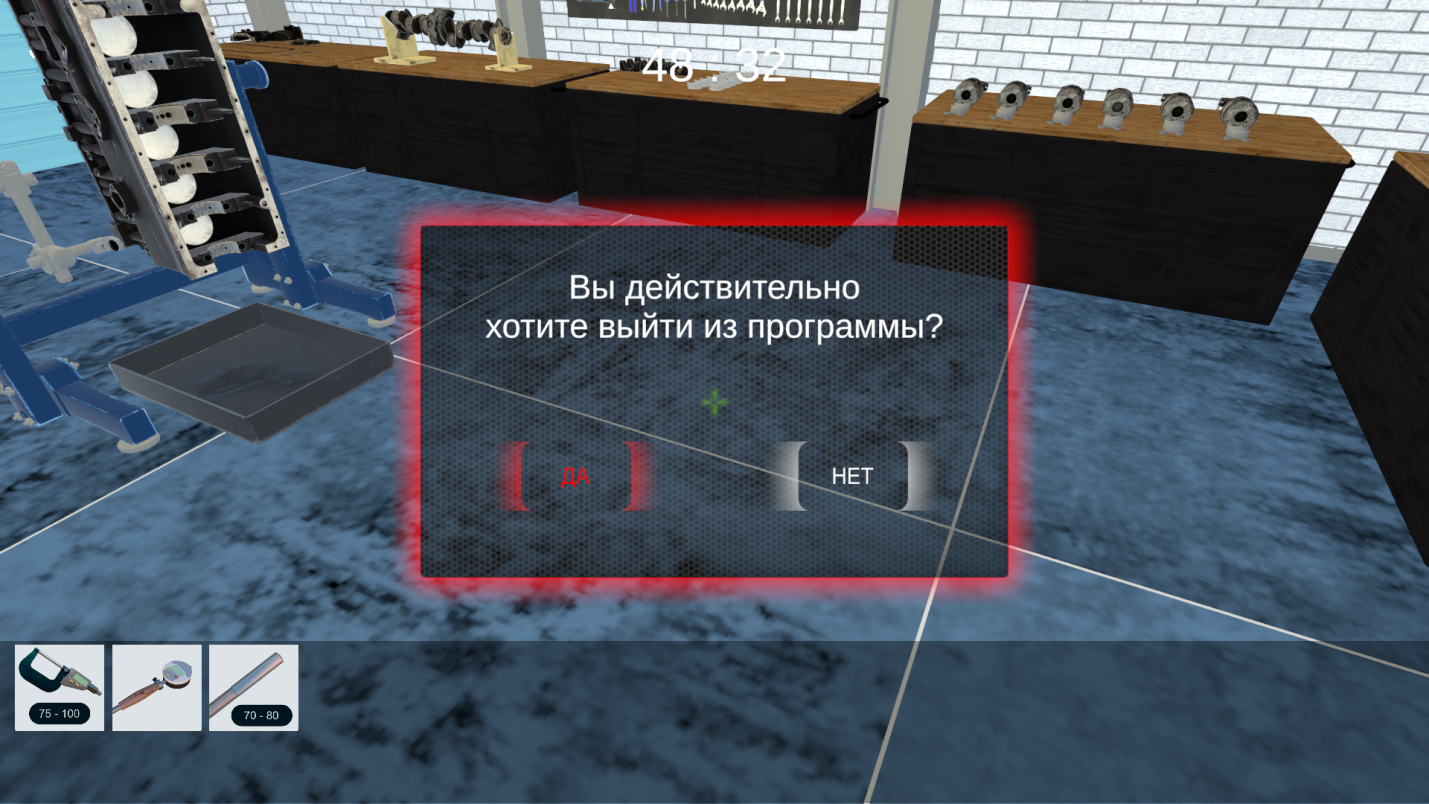 48 : 32
Вы действительно
хотите выйти из программы?
ДА
НЕТ
75 - 100
70 - 80